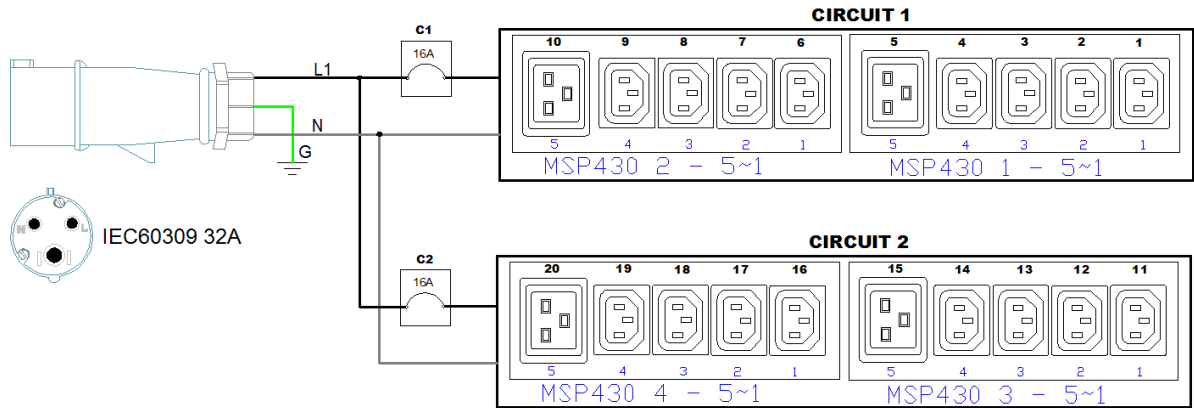 CIRCUIT 1
C1
16A
10 9 8 7 6 5 4 3 2 1
L1
N
G
5 4 3 2 1 5 4 3 2 1
MSP430 2 - 5~1 MSP430 1 - 5~1
N L
IEC60309 32A
CIRCUIT 2
C2
16A
20 19 18 17 16 15 14 13 12 11
5 4 3 2 1 5 4 3 2 1
MSP430 4 - 5~1 MSP430 3 - 5~1